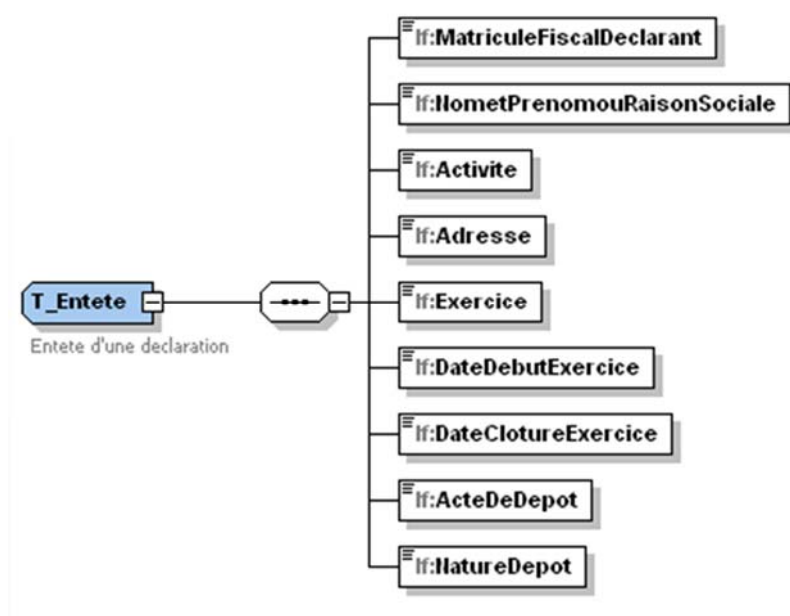 lf:MatriculeFiscalDeclarant
lf:NometPrenomouRaisonSociale
lf:Activite
lf:Adresse
T_Entete
lf:Exercice
Entete d'une declaration
lf:DateDebutExercice
lf:DateClotureExercice
lf:ActeDeDepot
lf:NatureDepot